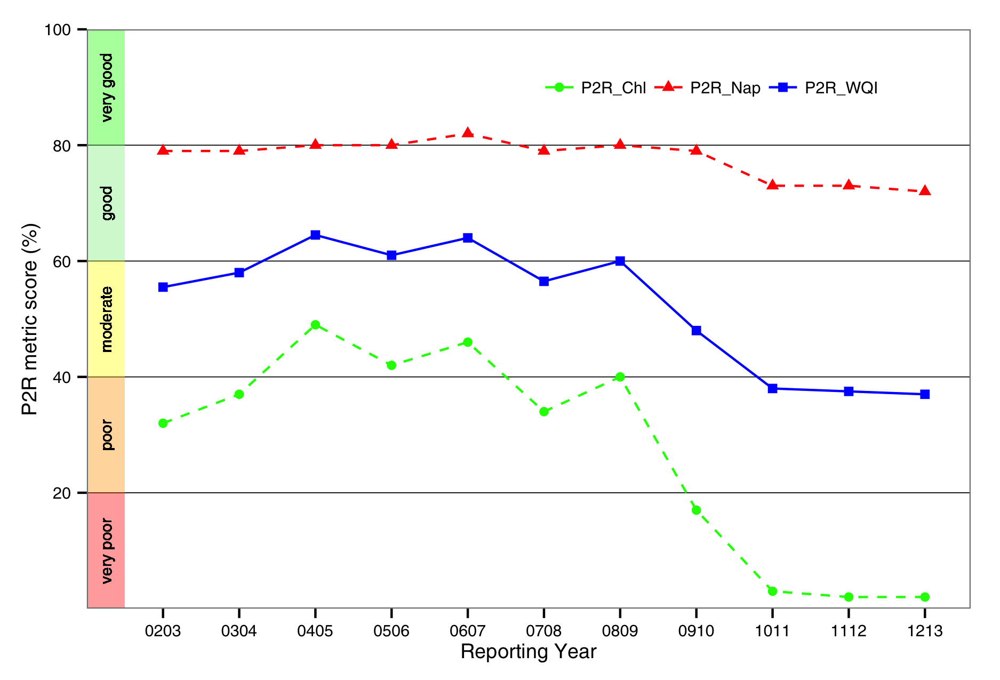 100
80
60
40
20
P2R metric score (%)
very good
good
moderate
poor
very poor
P2R_Chl P2R_Nap P2R_WQI
0203 0304 0405 0506 0607 0708 0809 0910 1011 1112 1213
Reporting Year